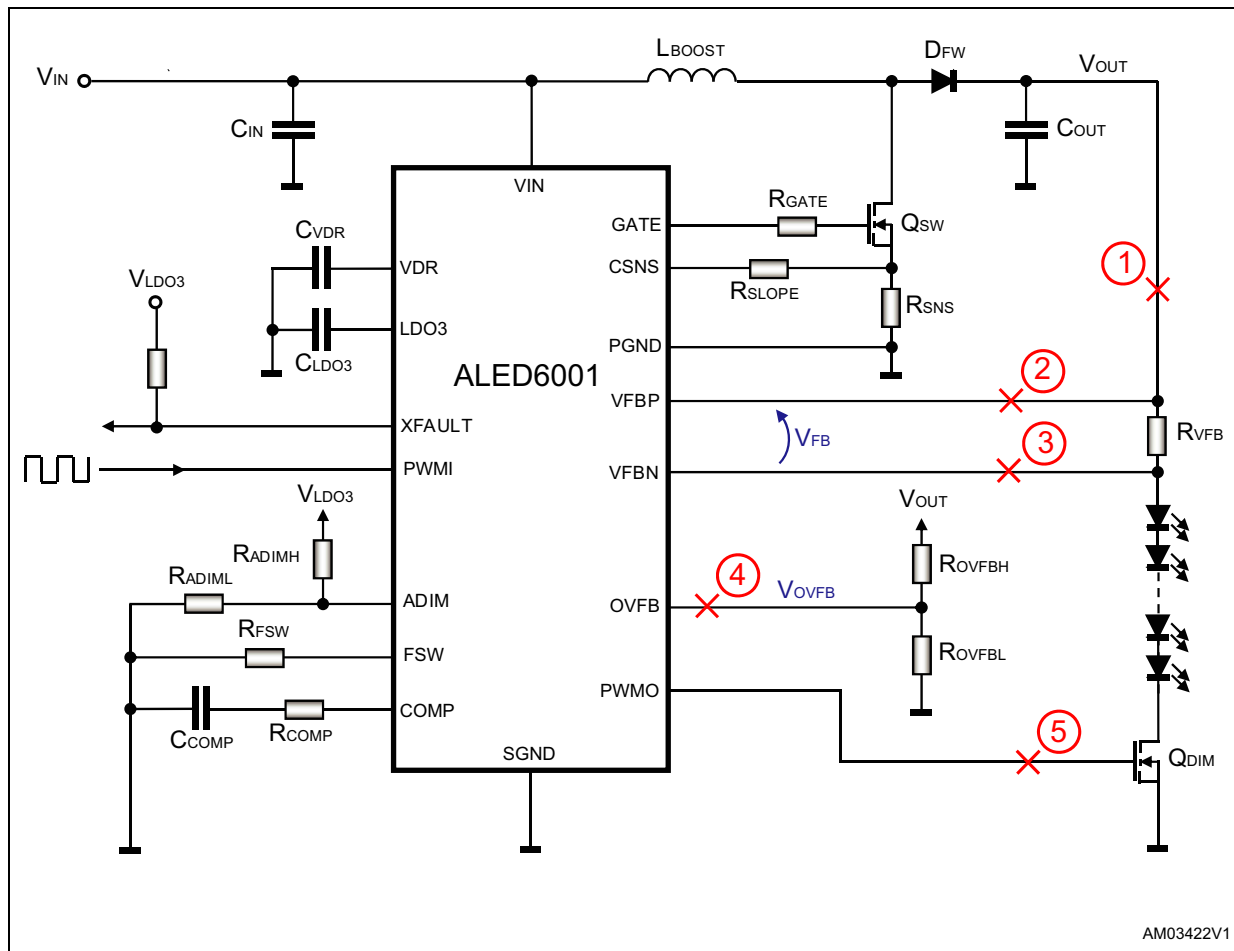 LBOOST
DFW
VIN
VOUT
CIN
COUT
VIN
RGATE
GATE
QSW
CVDR
VDR
CSNS
VLDO3
RSLOPE
1
RSNS
LDO3
PGND
CLDO3
ALED6001
2
VFBP
XFAULT
VFB
RVFB
3
PWMI
VFBN
VLDO3
VOUT
RADIMH
ROVFBH
RADIML
4
VOVFB
ADIM
OVFB
RFSW
ROVFBL
FSW
PWMO
COMP
CCOMP
RCOMP
5
SGND
QDIM
AM03422V1